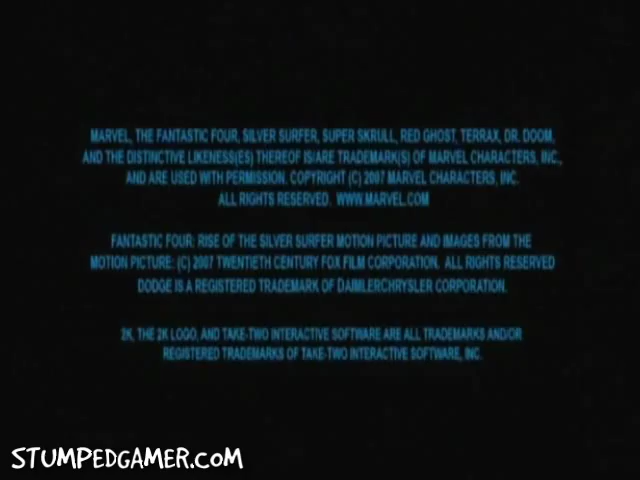 MARVEL, THE FANTASTIC FOUR, SILVER SURFER, SUPER SKRULL, RED GHOST, TERRAX, DR. DOOM,
AND THE DISTINCTIVE LIKENESS(ES) THEREOF IS/ARE TRADEMARK(S) OF MARVEL CHARACTERS, INC.,
AND ARE USED WITH PERMISSION. COPYRIGHT (C) 2007 MARVEL CHARACTERS, INC.
ALL RIGHTS RESERVED. WWW.MARVEL.COM
FANTASTIC FOUR: RISE OF THE SILVER SURFER MOTION PICTURE AND IMAGES FROM THE
MOTION PICTURE: (C) 2007 TWENTIETH CENTURY FOX FILM CORPORATION. ALL RIGHTS RESERVED
DODGE IS A REGISTERED TRADEMARK OF DAIMLERCHRYSLER CORPORATION.
2K, THE 2K LOGO, AND TAKE-TWO INTERACTIVE SOFTWARE ARE ALL TRADEMARKS AND/OR
REGISTERED TRADEMARKS OF TAKE-TWO INTERACTIVE SOFTWARE, INC.
STUMPEDGAMER.COM